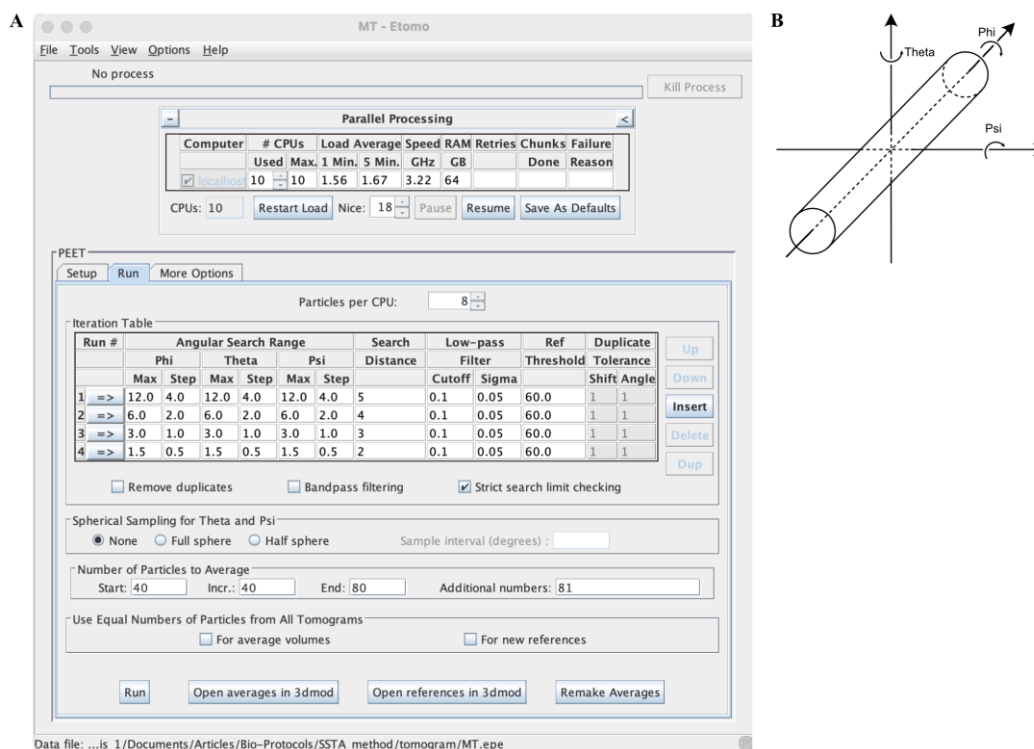 A
MT - Etomo
File Tools View Options Help
No process
Kill Process
Parallel Processing
Computer # CPUs Load Average Speed RAM Retries Chunks Failure
Used Max. 1 Min. 5 Min. GHz GB Done Reason
localhost 10 10 1.56 1.67 3.22 64
CPUs: 10 Restart Load Nice: 18 Pause Resume Save As Defaults
PEET
Setup Run More Options
Particles per CPU: 8
Iteration Table
Run # Angular Search Range Search Low-pass Ref Duplicate
Phi Theta Psi Distance Filter Threshold Tolerance
Max Step Max Step Max Step Cutoff Sigma Shift Angle
1 => 12.0 4.0 12.0 4.0 12.0 4.0 5 0.1 0.05 60.0 1 1
2 => 6.0 2.0 6.0 2.0 6.0 2.0 4 0.1 0.05 60.0 1 1
3 => 3.0 1.0 3.0 1.0 3.0 1.0 3 0.1 0.05 60.0 1 1
4 => 1.5 0.5 1.5 0.5 1.5 0.5 2 0.1 0.05 60.0 1 1
Up
Down
Insert
Delete
Dup
Remove duplicates Bandpass filtering Strict search limit checking
Spherical Sampling for Theta and Psi
None Full sphere Half sphere Sample interval (degrees) :
Number of Particles to Average
Start: 40 Incr.: 40 End: 80 Additional numbers: 81
Use Equal Numbers of Particles from All Tomograms
For average volumes For new references
Run Open averages in 3dmod Open references in 3dmod Remake Averages
Data file: ...is_1/Documents/Articles/Bio-Protocols/SSTA_method/tomogram/MT.epe
B
Phi
Theta
Psi